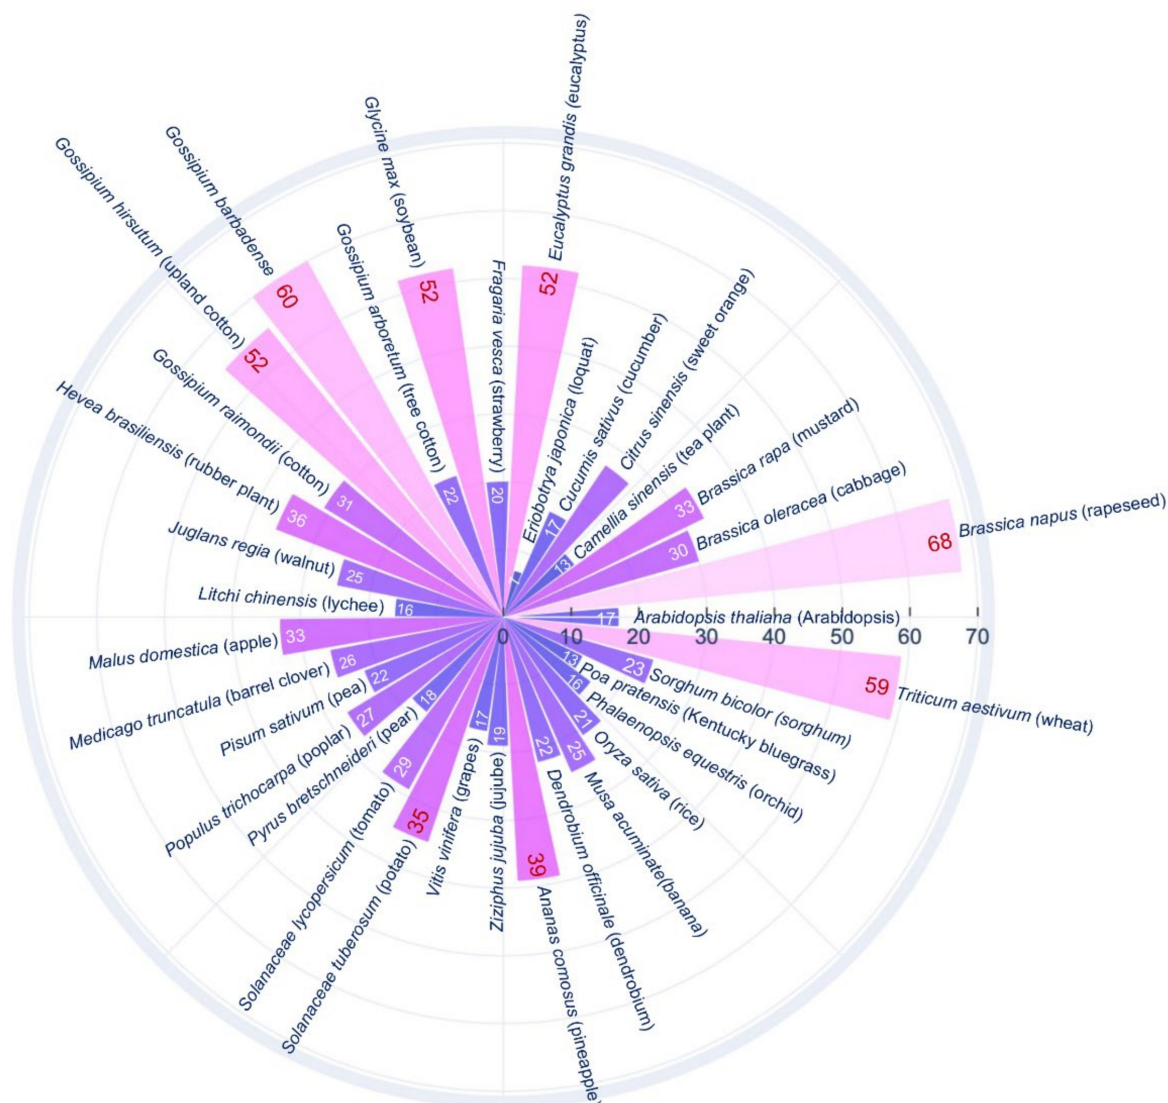 Eucalyptus grandis (eucalyptus)
52
Eriobotrya japonica (loquat)
7
Cucumis sativus (cucumber)
17
Citrus sinensis (sweet orange)
Camellia sinensis (tea plant)
13
Brassica rapa (mustard)
33
Brassica oleracea (cabbage)
30
Brassica napus (rapeseed)
68
Arabidopsis thaliana (Arabidopsis)
17
0 10 20 30 40 50 60 70
Triticum aestivum (wheat)
59
Sorghum bicolor (sorghum)
23
Poa pratensis (Kentucky bluegrass)
13
Phalaenopsis equestris (orchid)
16
Oryza sativa (rice)
21
Musa acuminate(banana)
25
Dendrobium officinale (dendrobium)
22
Ananas comosus (pineapple)
39
Ziziphus jujuba (jujube)
19
Vitis vinifera (grapes)
17
Solanaceae tuberosum (potato)
35
Solanaceae lycopersicum (tomato)
29
Pyrus bretschneideri (pear)
18
Populus trichocarpa (poplar)
27
Pisum sativum (pea)
22
Medicago truncatula (barrel clover)
26
Malus domestica (apple)
33
Litchi chinensis (lychee)
16
Juglans regia (walnut)
25
Hevea brasiliensis (rubber plant)
36
Gossipium raimondii (cotton)
31
Gossipium hirsutum (upland cotton)
52
Gossipium barbadense
60
Gossipium arboretum (tree cotton)
22
Glycine max (soybean)
52
Fragaria vesca (strawberry)
20